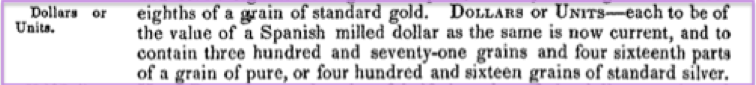 Dollars or
Units.
eighths of a grain of standard gold. DOLLARS or UNITS—each to be of
the value of a Spanish milled dollar as the same is now current, and to
contain three hundred and seventy-one grains and four sixteenth parts
of a grain of pure, or four hundred and sixteen grains of standard silver.